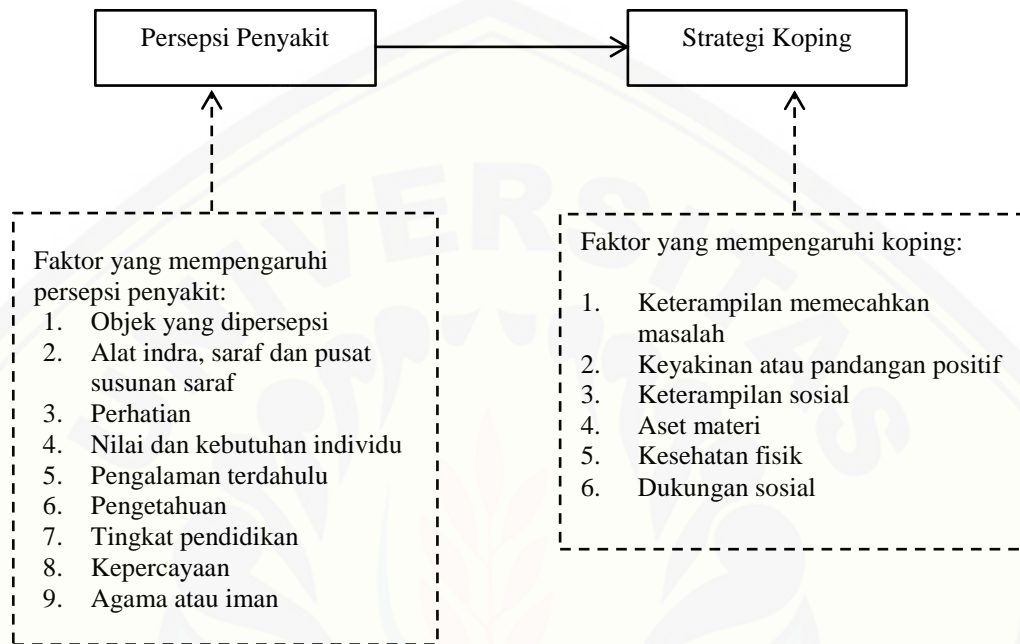 Persepsi Penyakit
Strategi Koping
Faktor yang mempengaruhi
persepsi penyakit:
1. Objek yang dipersepsi
2. Alat indra, saraf dan pusat
susunan saraf
3. Perhatian
4. Nilai dan kebutuhan individu
5. Pengalaman terdahulu
6. Pengetahuan
7. Tingkat pendidikan
8. Kepercayaan
9. Agama atau iman
Faktor yang mempengaruhi koping:
1. Keterampilan memecahkan
masalah
2. Keyakinan atau pandangan positif
3. Keterampilan sosial
4. Aset materi
5. Kesehatan fisik
6. Dukungan sosial
UNIVERSITAS